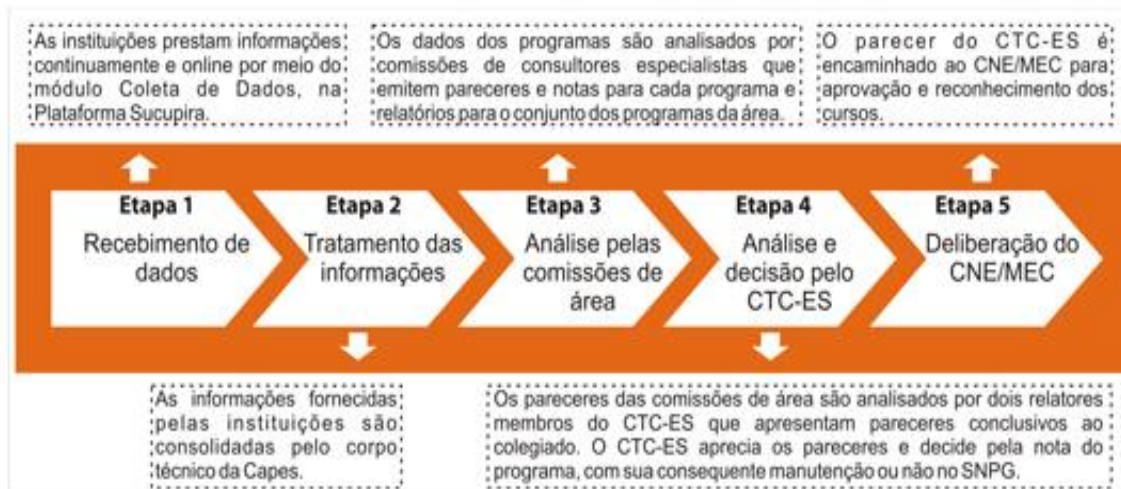 As instituições prestam informações
continuamente e online por meio do
módulo Coleta de Dados, na
Plataforma Sucupira.
Os dados dos programas são analisados por
comissões de consultores especialistas que
emitem pareceres e notas para cada programa e
relatórios para o conjunto dos programas da área.
O parecer do CTC-ES é
encaminhado ao CNE/MEC para
aprovação e reconhecimento dos
cursos.
Etapa 1
Recebimento de
dados
Etapa 2
Tratamento das
informações
Etapa 3
Análise pelas
comissões de
área
Etapa 4
Análise e
decisão pelo
CTC-ES
Etapa 5
Deliberação do
CNE/MEC
As informações fornecidas
pelas instituições são
consolidadas pelo corpo
técnico da Capes.
Os pareceres das comissões de área são analisados por dois relatores
membros do CTC-ES que apresentam pareceres conclusivos ao
colegiado. O CTC-ES aprecia os pareceres e decide pela nota do
programa, com sua consequente manutenção ou não no SNPG.